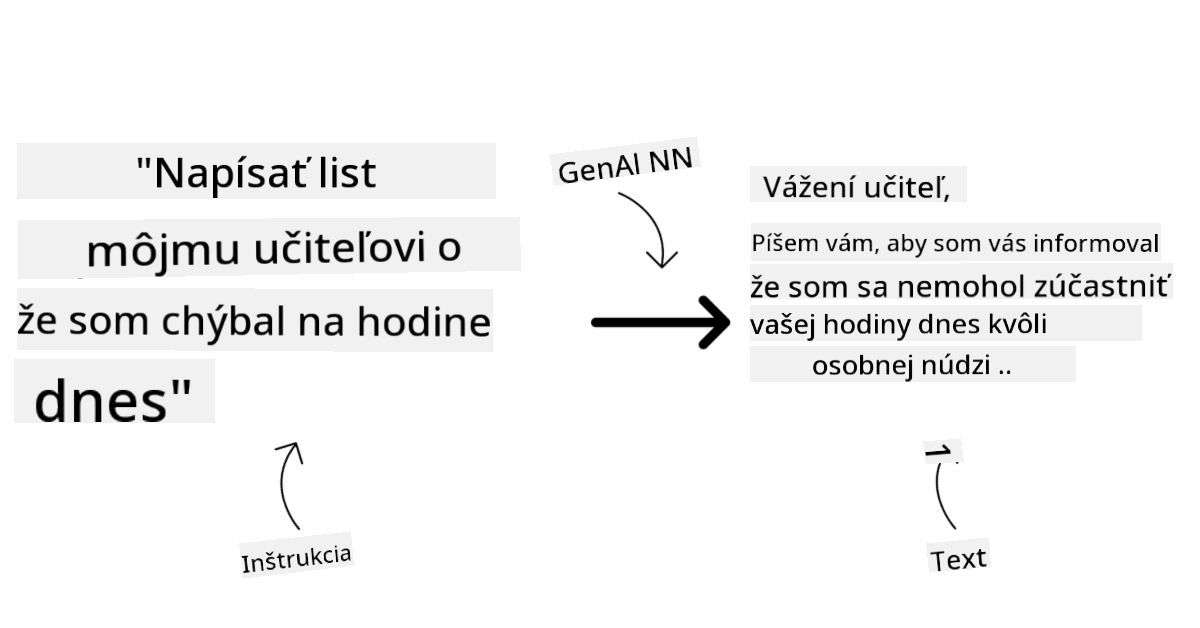 "Napísať list
môjmu učiteľovi o
že som chýbal na hodine
dnes"
Inštrukcia
GenAI NN
Vážení učiteľ,
Píšem vám, aby som vás informoval
že som sa nemohol zúčastniť
vašej hodiny dnes kvôli
osobnej núdzi ..
Text